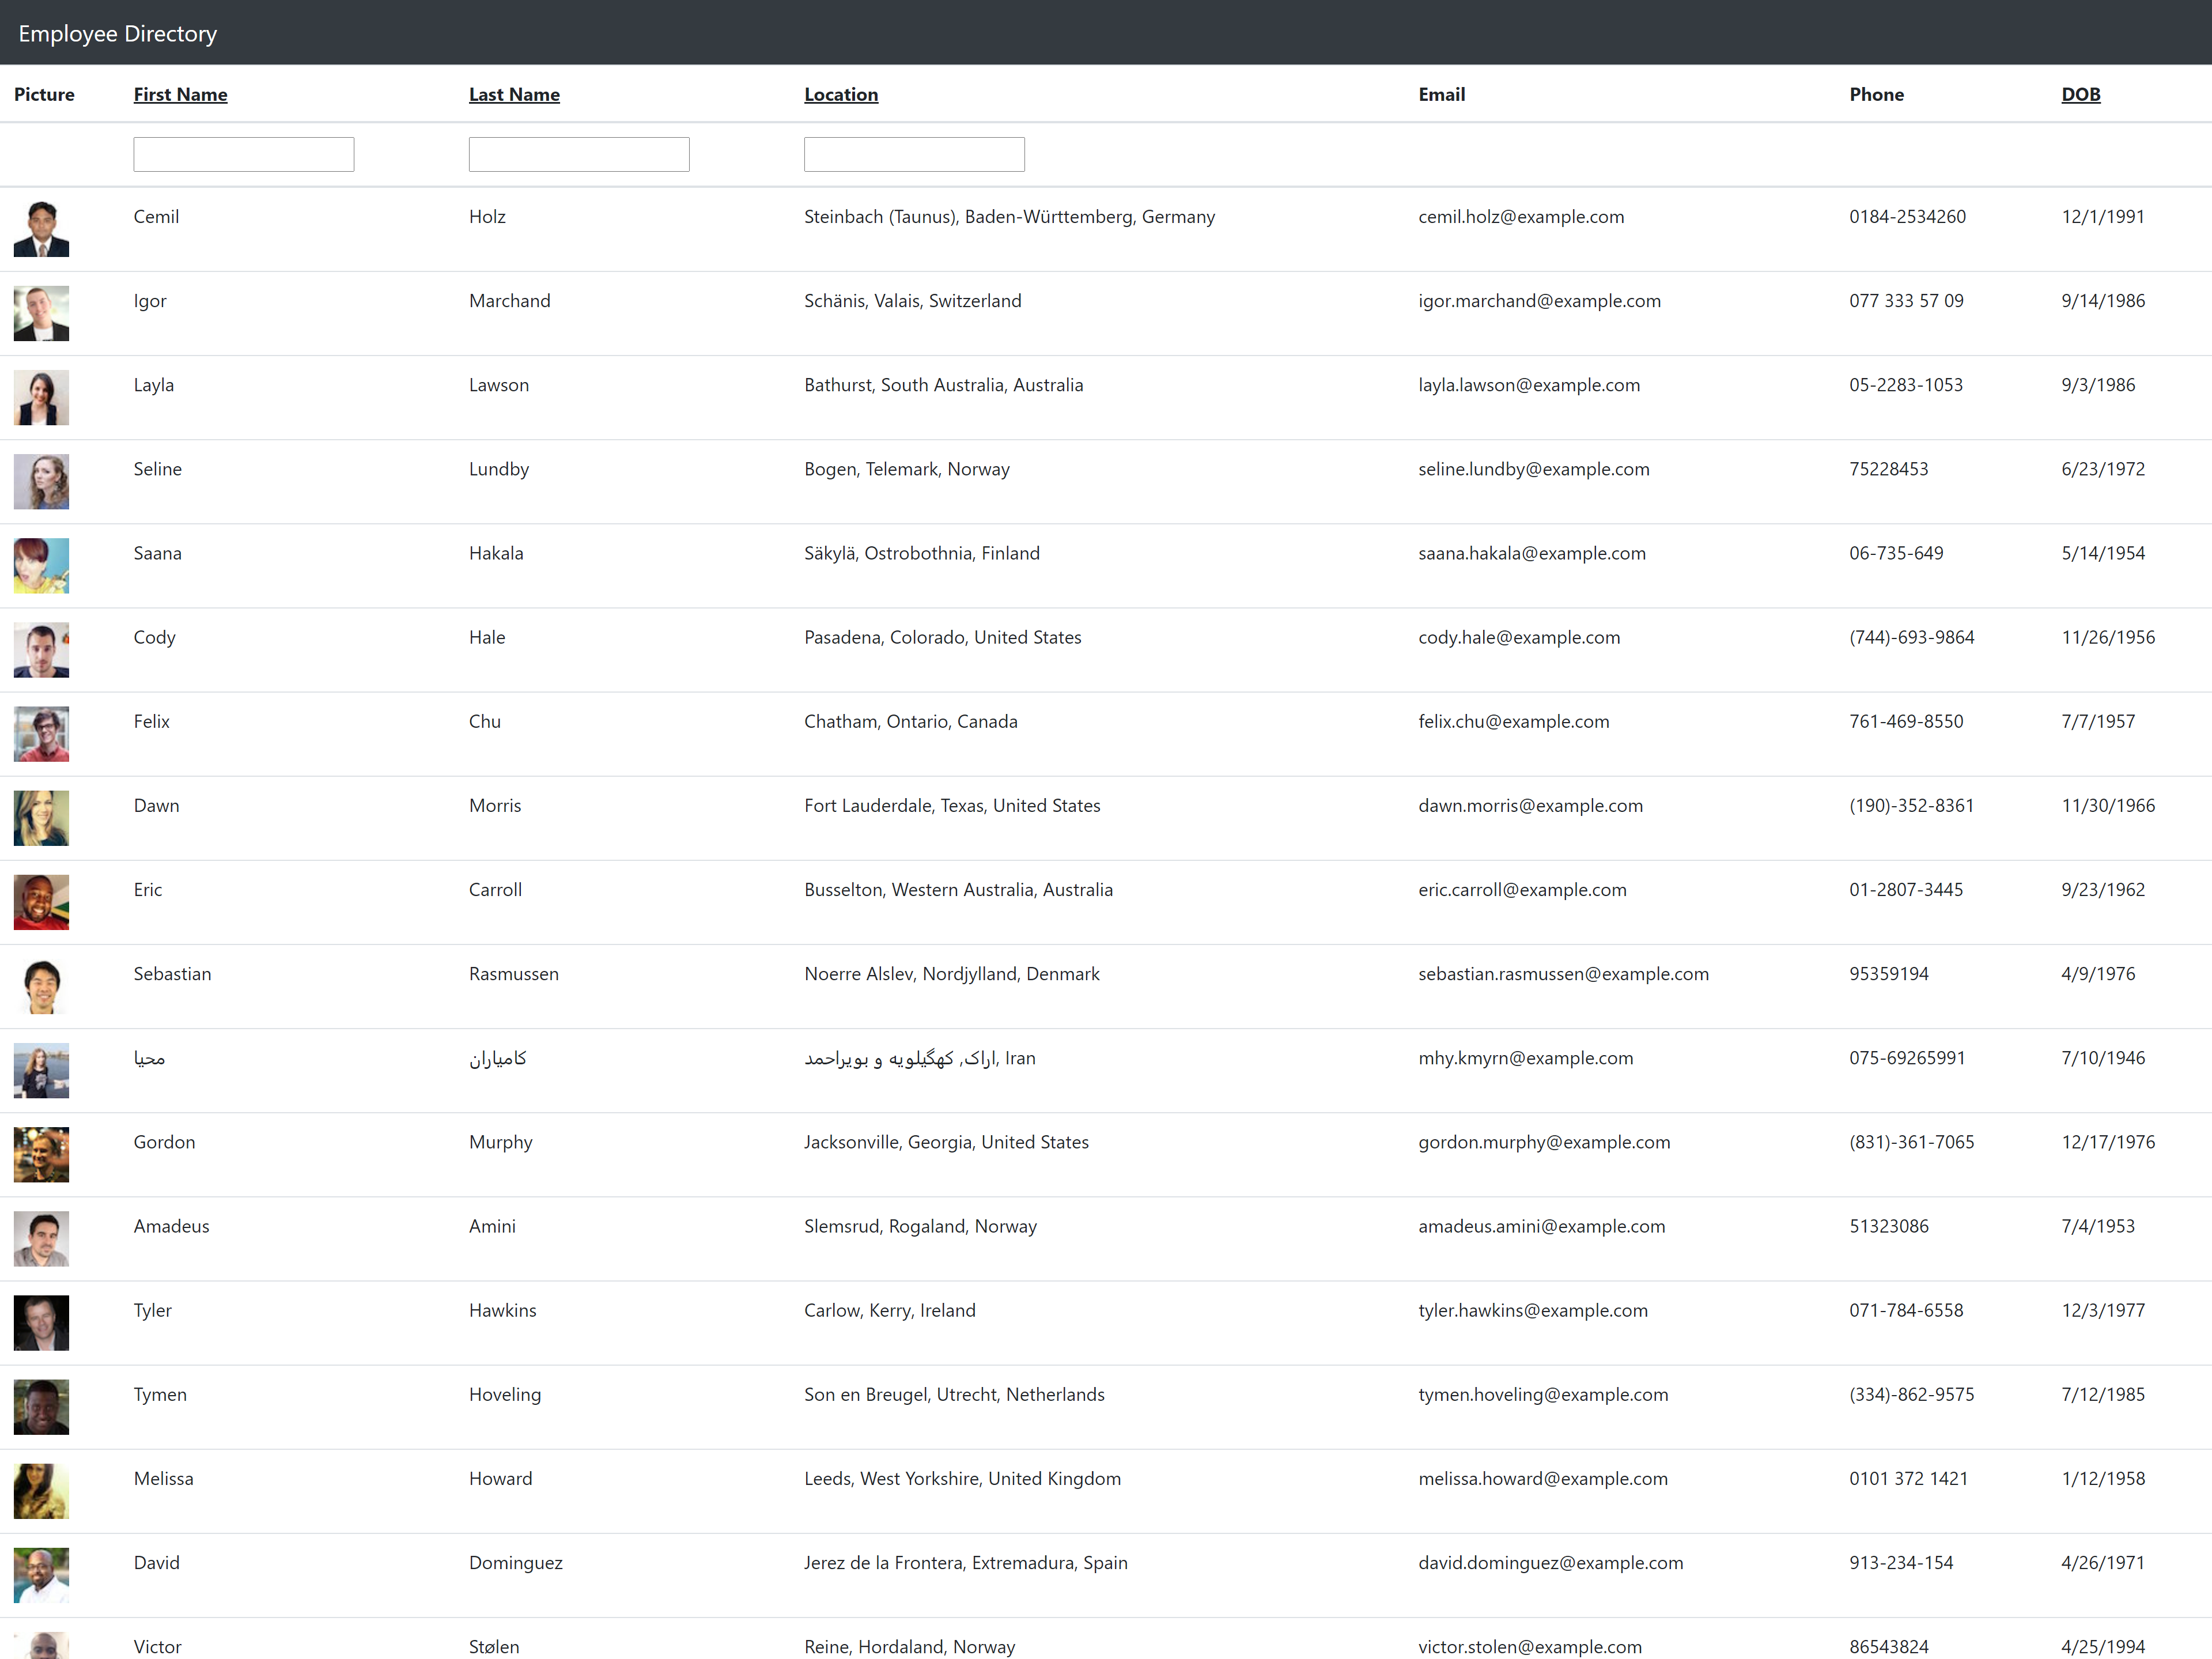 Employee Directory
Picture First Name Last Name Location Email Phone DOB
Cemil Holz Steinbach (Taunus), Baden-Württemberg, Germany cemil.holz@example.com 0184-2534260 12/1/1991
Igor Marchand Schänis, Valais, Switzerland igor.marchand@example.com 077 333 57 09 9/14/1986
Layla Lawson Bathurst, South Australia, Australia layla.lawson@example.com 05-2283-1053 9/3/1986
Seline Lundby Bogen, Telemark, Norway seline.lundby@example.com 75228453 6/23/1972
Saana Hakala Säkylä, Ostrobothnia, Finland saana.hakala@example.com 06-735-649 5/14/1954
Cody Hale Pasadena, Colorado, United States cody.hale@example.com (744)-693-9864 11/26/1956
Felix Chu Chatham, Ontario, Canada felix.chu@example.com 761-469-8550 7/7/1957
Dawn Morris Fort Lauderdale, Texas, United States dawn.morris@example.com (190)-352-8361 11/30/1966
Eric Carroll Busselton, Western Australia, Australia eric.carroll@example.com 01-2807-3445 9/23/1962
Sebastian Rasmussen Noerre Alslev, Nordjylland, Denmark sebastian.rasmussen@example.com 95359194 4/9/1976
محیا کامیاران اراک, کهگیلویه و بویراحمد, Iran mhy.kmyrn@example.com 075-69265991 7/10/1946
Gordon Murphy Jacksonville, Georgia, United States gordon.murphy@example.com (831)-361-7065 12/17/1976
Amadeus Amini Slemsrud, Rogaland, Norway amadeus.amini@example.com 51323086 7/4/1953
Tyler Hawkins Carlow, Kerry, Ireland tyler.hawkins@example.com 071-784-6558 12/3/1977
Tymen Hoveling Son en Breugel, Utrecht, Netherlands tymen.hoveling@example.com (334)-862-9575 7/12/1985
Melissa Howard Leeds, West Yorkshire, United Kingdom melissa.howard@example.com 0101 372 1421 1/12/1958
David Dominguez Jerez de la Frontera, Extremadura, Spain david.dominguez@example.com 913-234-154 4/26/1971
Victor Stølen Reine, Hordaland, Norway victor.stolen@example.com 86543824 4/25/1994